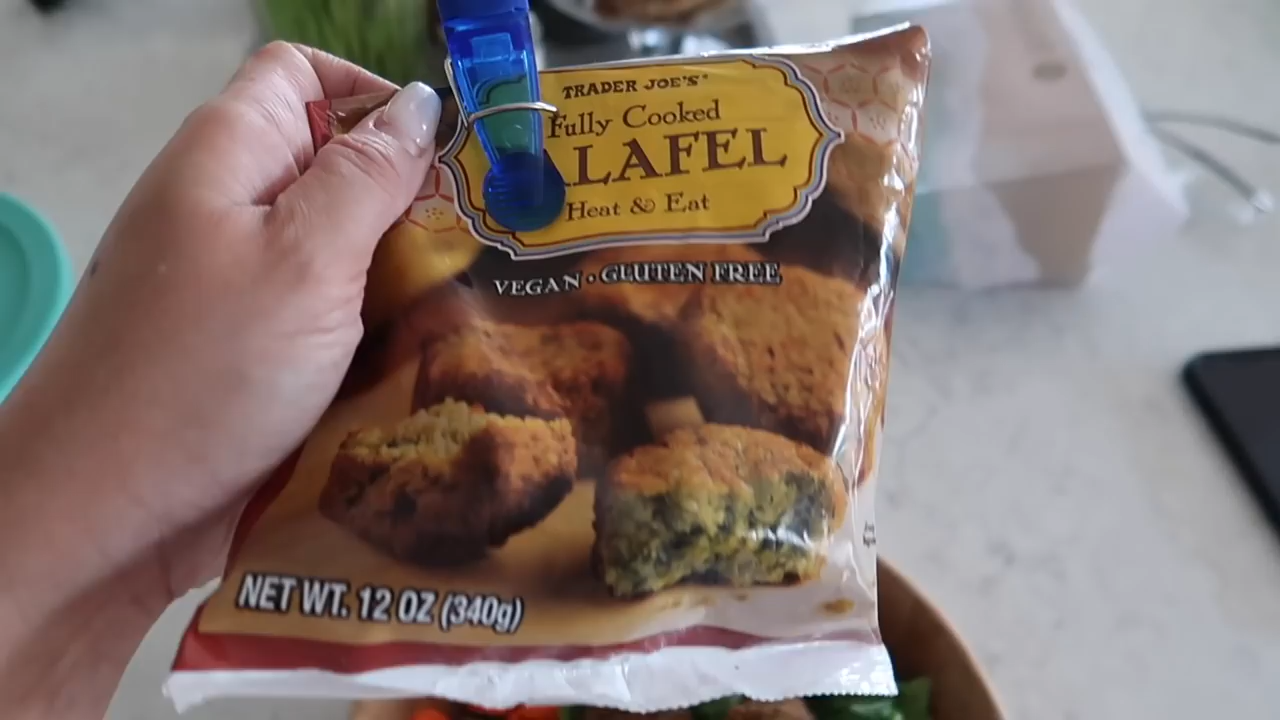 TRADER JOE'S
Fully Cooked
ALAFEL
Heat & Eat
VEGAN · GLUTEN FREE
NET WT. 12 OZ (340g)